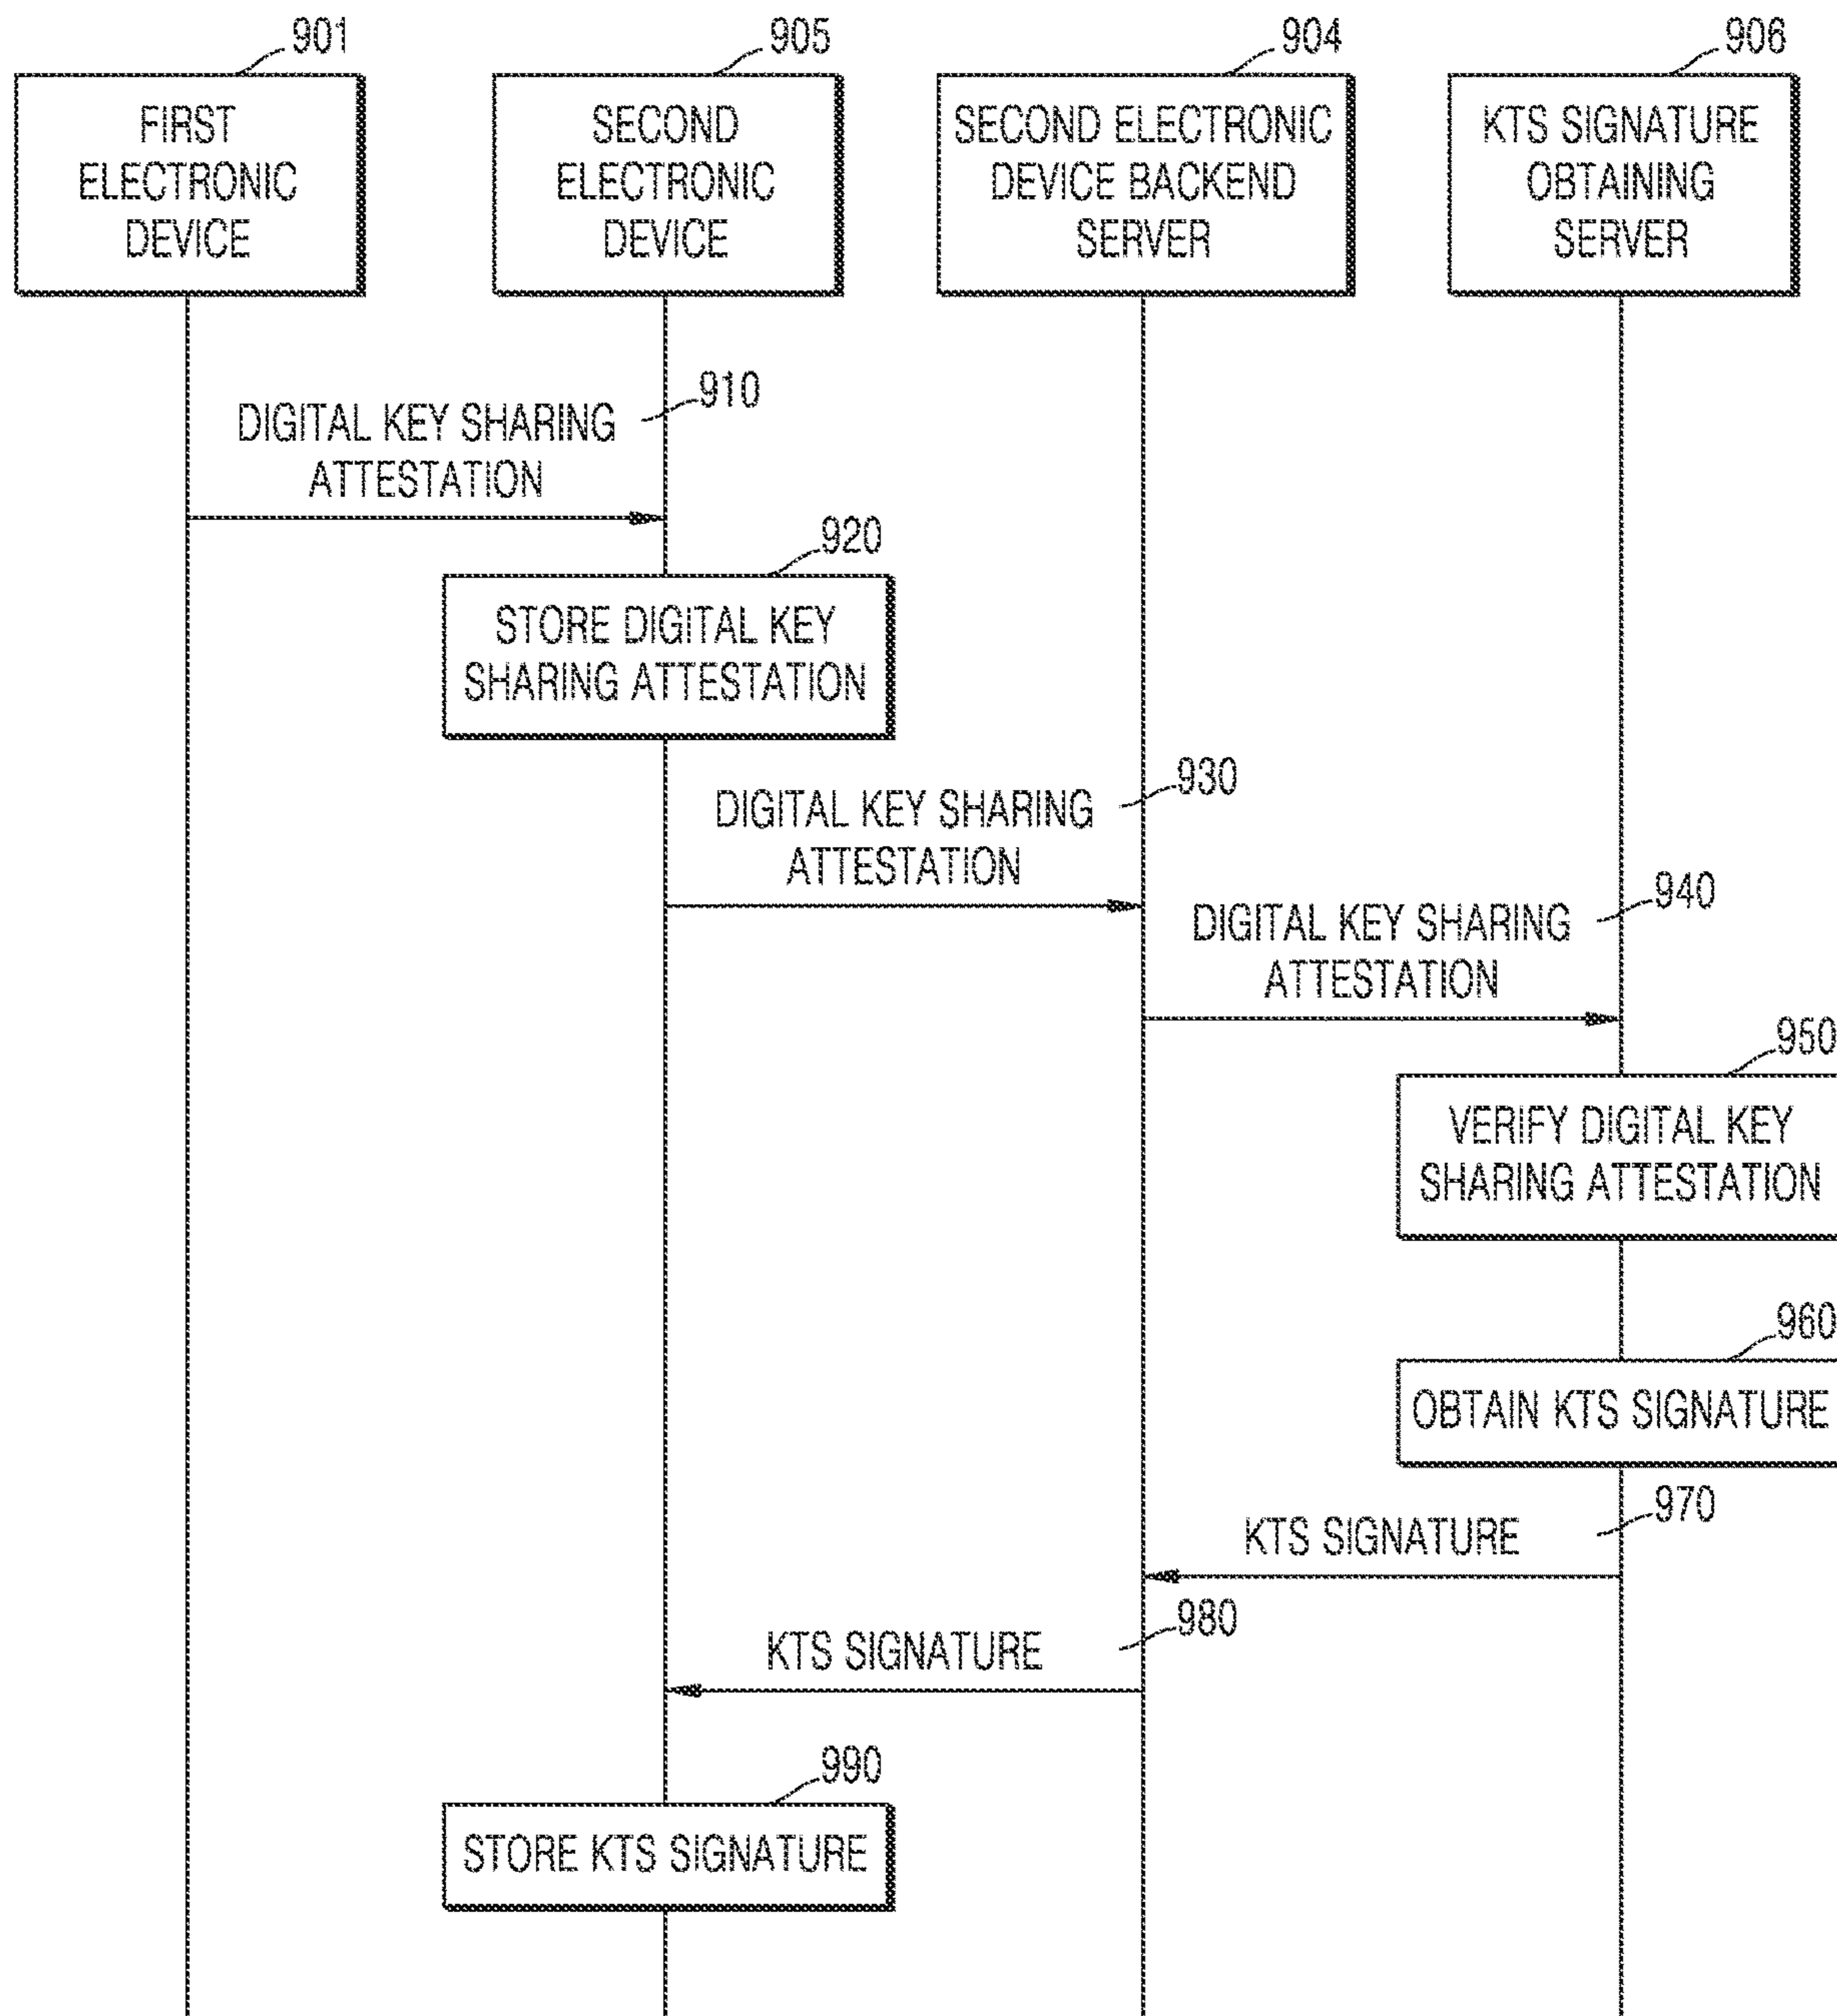 901
905
904
906
FIRST
ELECTRONIC
DEVICE
SECOND
ELECTRONIC
DEVICE
SECOND ELECTRONIC
DEVICE BACKEND
SERVER
KTS SIGNATURE
OBTAINING
SERVER
910
DIGITAL KEY SHARING
ATTESTATION
920
STORE DIGITAL KEY
SHARING ATTESTATION
930
DIGITAL KEY SHARING
ATTESTATION
940
DIGITAL KEY SHARING
ATTESTATION
950
VERIFY DIGITAL KEY
SHARING ATTESTATION
960
OBTAIN KTS SIGNATURE
970
KTS SIGNATURE
980
KTS SIGNATURE
990
STORE KTS SIGNATURE